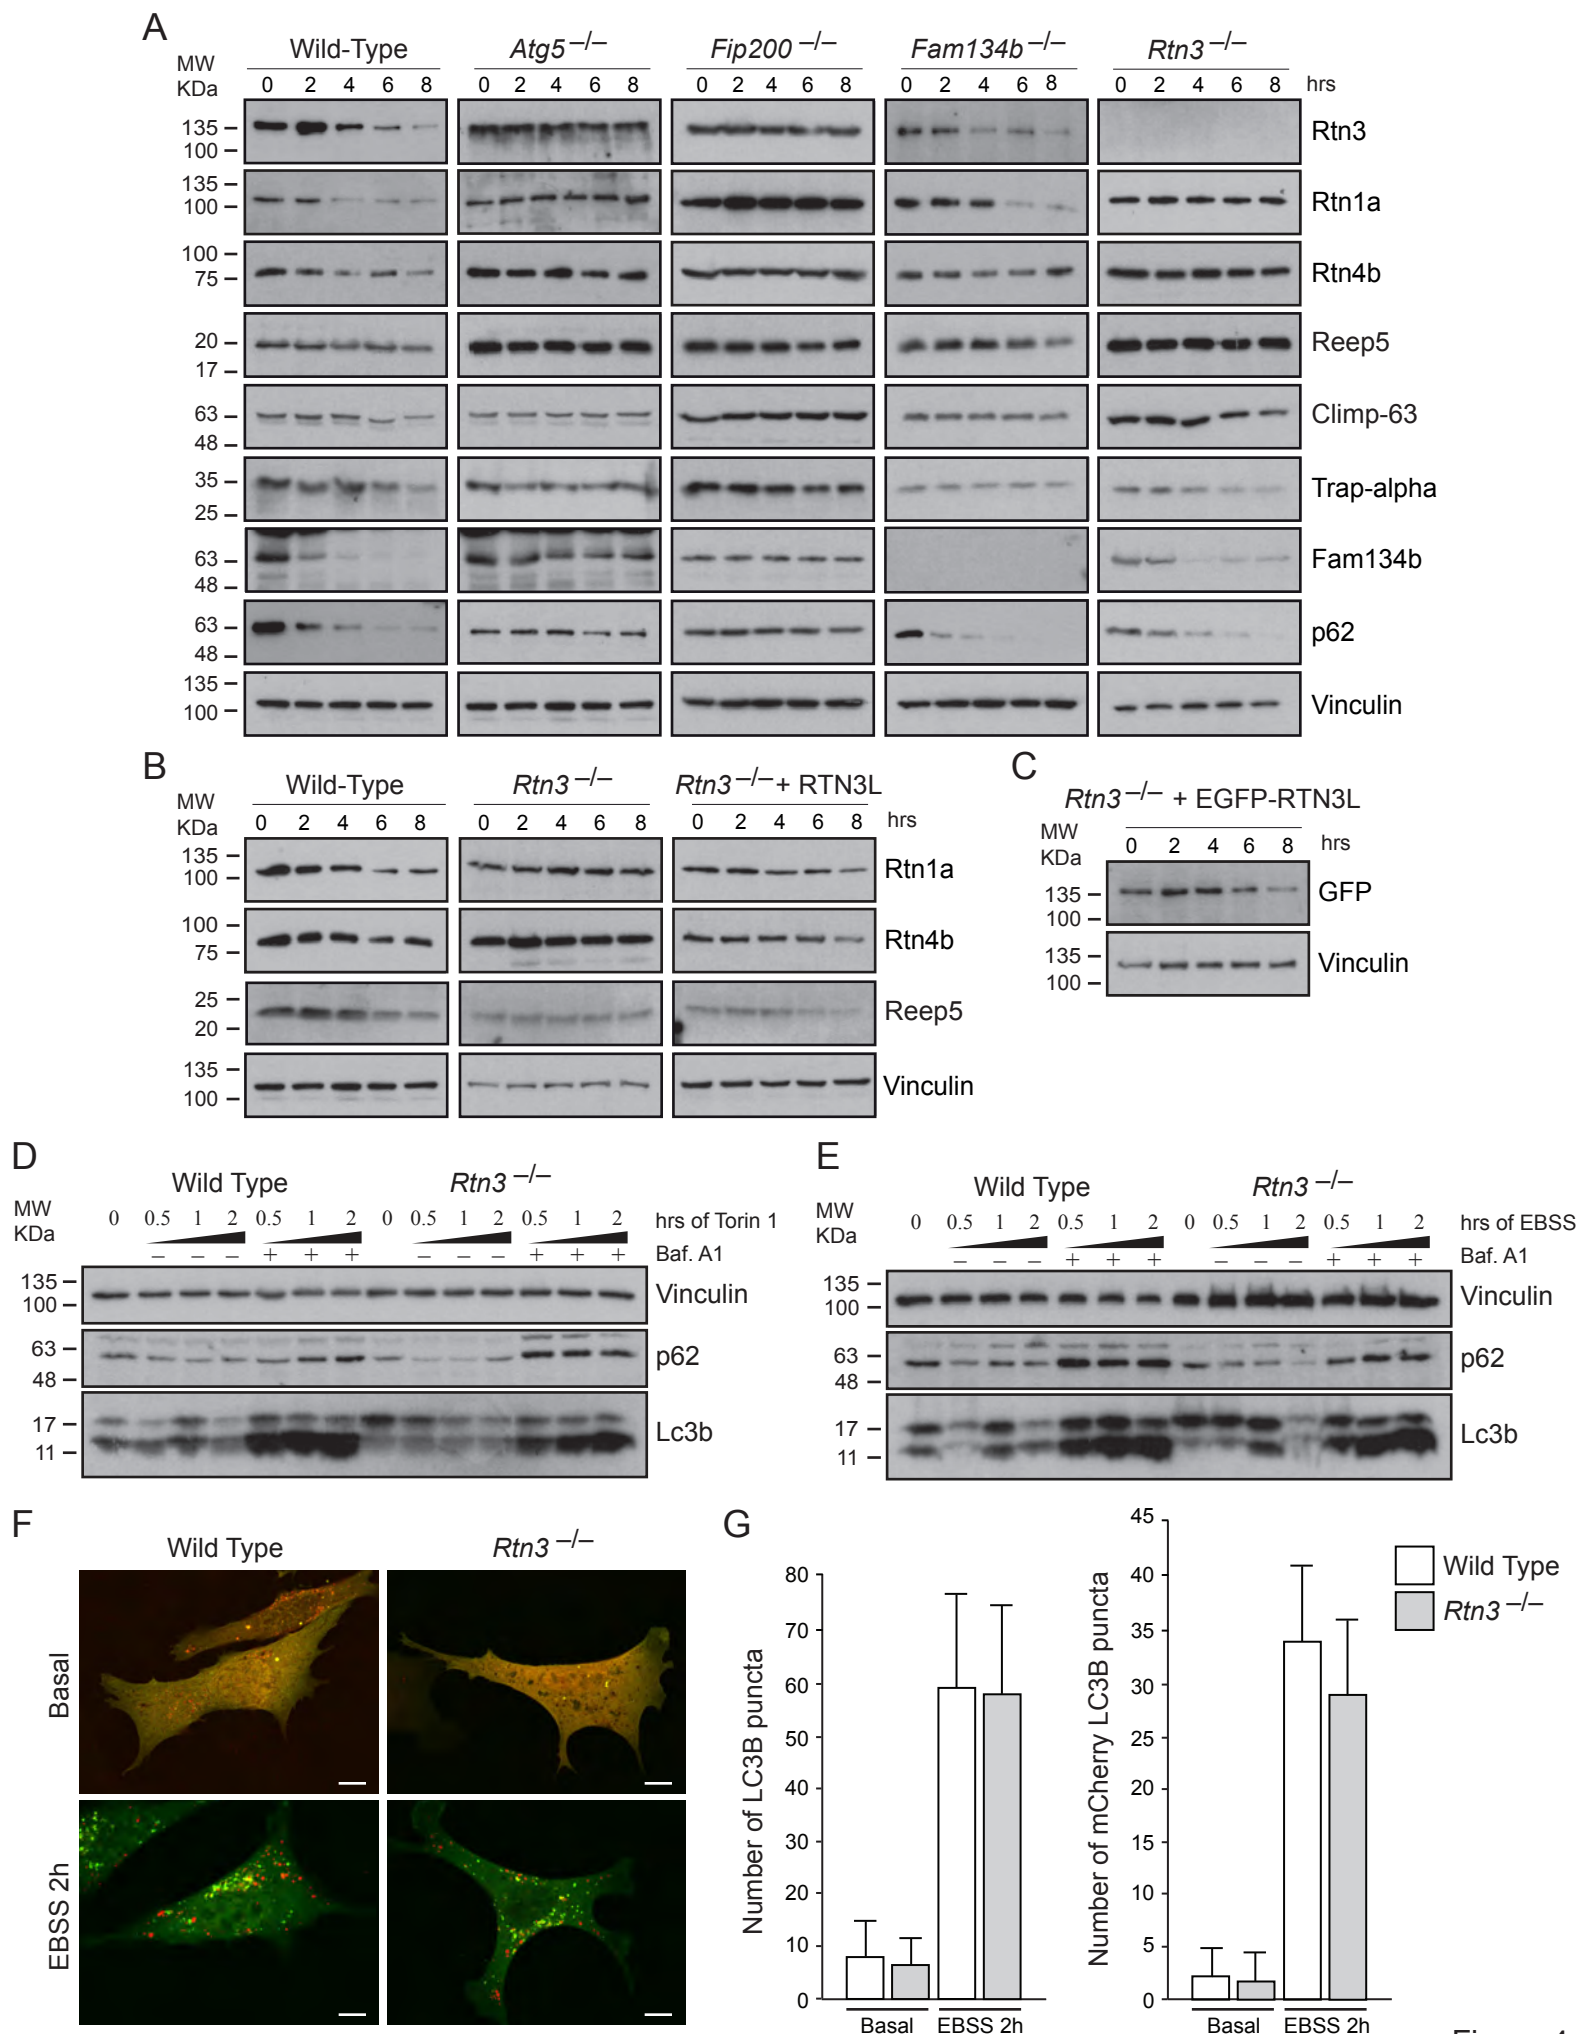 A
Wild-Type Atg5 –/– Fip200 –/– Fam134b –/– Rtn3 –/–
MW
KDa
0 2 4 6 8 0 2 4 6 8 0 2 4 6 8 0 2 4 6 8 0 2 4 6 8 hrs
135 –
100 –
Rtn3
135 –
100 –
Rtn1a
100 –
75 –
Rtn4b
20 –
17 –
Reep5
63 –
48 –
Climp-63
35 –
25 –
Trap-alpha
63 –
48 –
Fam134b
63 –
48 –
p62
135 –
100 –
Vinculin
B
Wild-Type Rtn3 –/– Rtn3 –/– + RTN3L
MW
KDa
0 2 4 6 8 0 2 4 6 8 0 2 4 6 8 hrs
135 –
100 –
Rtn1a
100 –
75 –
Rtn4b
25 –
20 –
Reep5
135 –
100 –
Vinculin
C
Rtn3 –/– + EGFP-RTN3L
MW
KDa
0 2 4 6 8 hrs
135 –
100 –
GFP
135 –
100 –
Vinculin
D
Wild Type Rtn3 –/–
MW
KDa
0 0.5 1 2 0.5 1 2 0 0.5 1 2 0.5 1 2 hrs of Torin 1
– – – + + + – – – + + + Baf. A1
135 –
100 –
Vinculin
63 –
48 –
p62
17 –
11 –
Lc3b
E
Wild Type Rtn3 –/–
MW
KDa
0 0.5 1 2 0.5 1 2 0 0.5 1 2 0.5 1 2 hrs of EBSS
– – – + + + – – – + + + Baf. A1
135 –
100 –
Vinculin
63 –
48 –
p62
17 –
11 –
Lc3b
F
Wild Type Rtn3 –/–
Basal
EBSS 2h
G
Number of LC3B puncta
80
70
60
50
40
30
20
10
0
Basal EBSS 2h
Number of mCherry LC3B puncta
45
40
35
30
25
20
15
10
5
0
Basal EBSS 2h
Wild Type
Rtn3 –/–